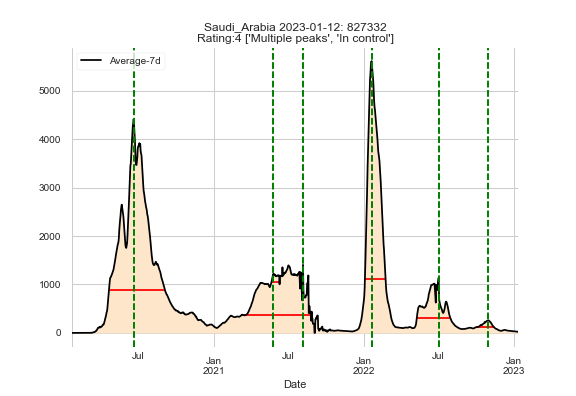 Saudi_Arabia 2023-01-12: 827332
Rating:4 ['Multiple peaks', 'In control']
Average-7d
5000
4000
3000
2000
1000
0
Jul
Jan
2021
Jul
Jan
2022
Jul
Jan
2023
Date